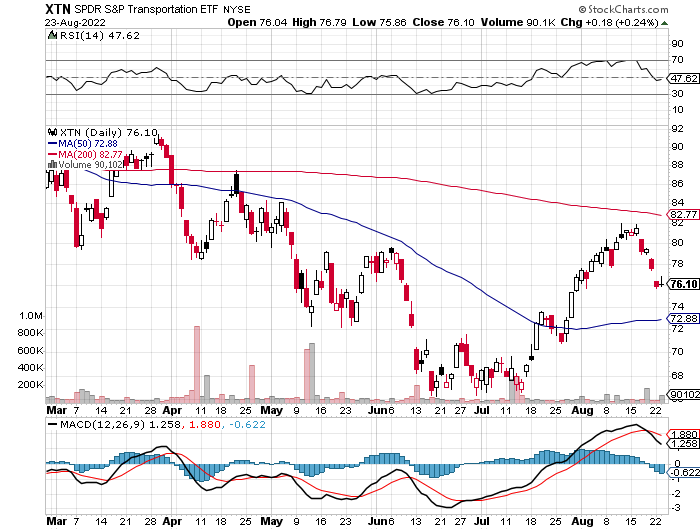 XTN SPDR S&P Transportation ETF NYSE © StockCharts.com
23-Aug-2022 Open 76.04 High 76.79 Low 75.86 Close 76.10 Volume 90.1K Chg +0.18 (+0.24%)
RSI(14) 47.62
90
70
47.62
30
10
XTN (Daily) 76.10
MA(50) 72.88
MA(200) 82.77
Volume 90,102
92
90
88
86
84
82.77
80
78
76.10
74
72.88
70
68
90102
1.0M
800K
600K
400K
200K
Mar 7 14 21 28 Apr 11 18 25 May 9 16 23 Jun 6 13 21 27 Jul 11 18 25 Aug 8 15 22
MACD(12,26,9) 1.258, 1.880, -0.622
1.880
1.258
0
-0.622
-2
-3
Mar 7 14 21 28 Apr 11 18 25 May 9 16 23 Jun 6 13 21 27 Jul 11 18 25 Aug 8 15 22